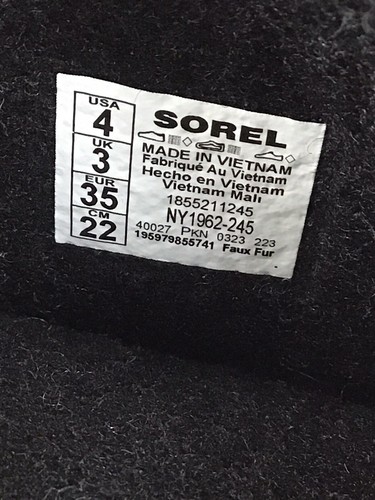 USA
4
UK
3
EUR
35
CM
22
SOREL
MADE IN VIETNAM
Fabriqué Au Vietnam
Hecho en Vietnam
Vietnam Malı
1855211245
NY1962-245
40027 PKN 0323 223
195979855741 Faux Fur